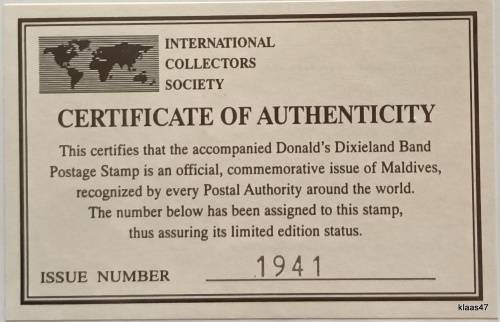 INTERNATIONAL
COLLECTORS
SOCIETY
CERTIFICATE OF AUTHENTICITY
This certifies that the accompanied Donald's Dixieland Band
Postage Stamp is an official, commemorative issue of Maldives,
recognized by every Postal Authority around the world.
The number below has been assigned to this stamp,
thus assuring its limited edition status.
ISSUE NUMBER 1941
klaas47